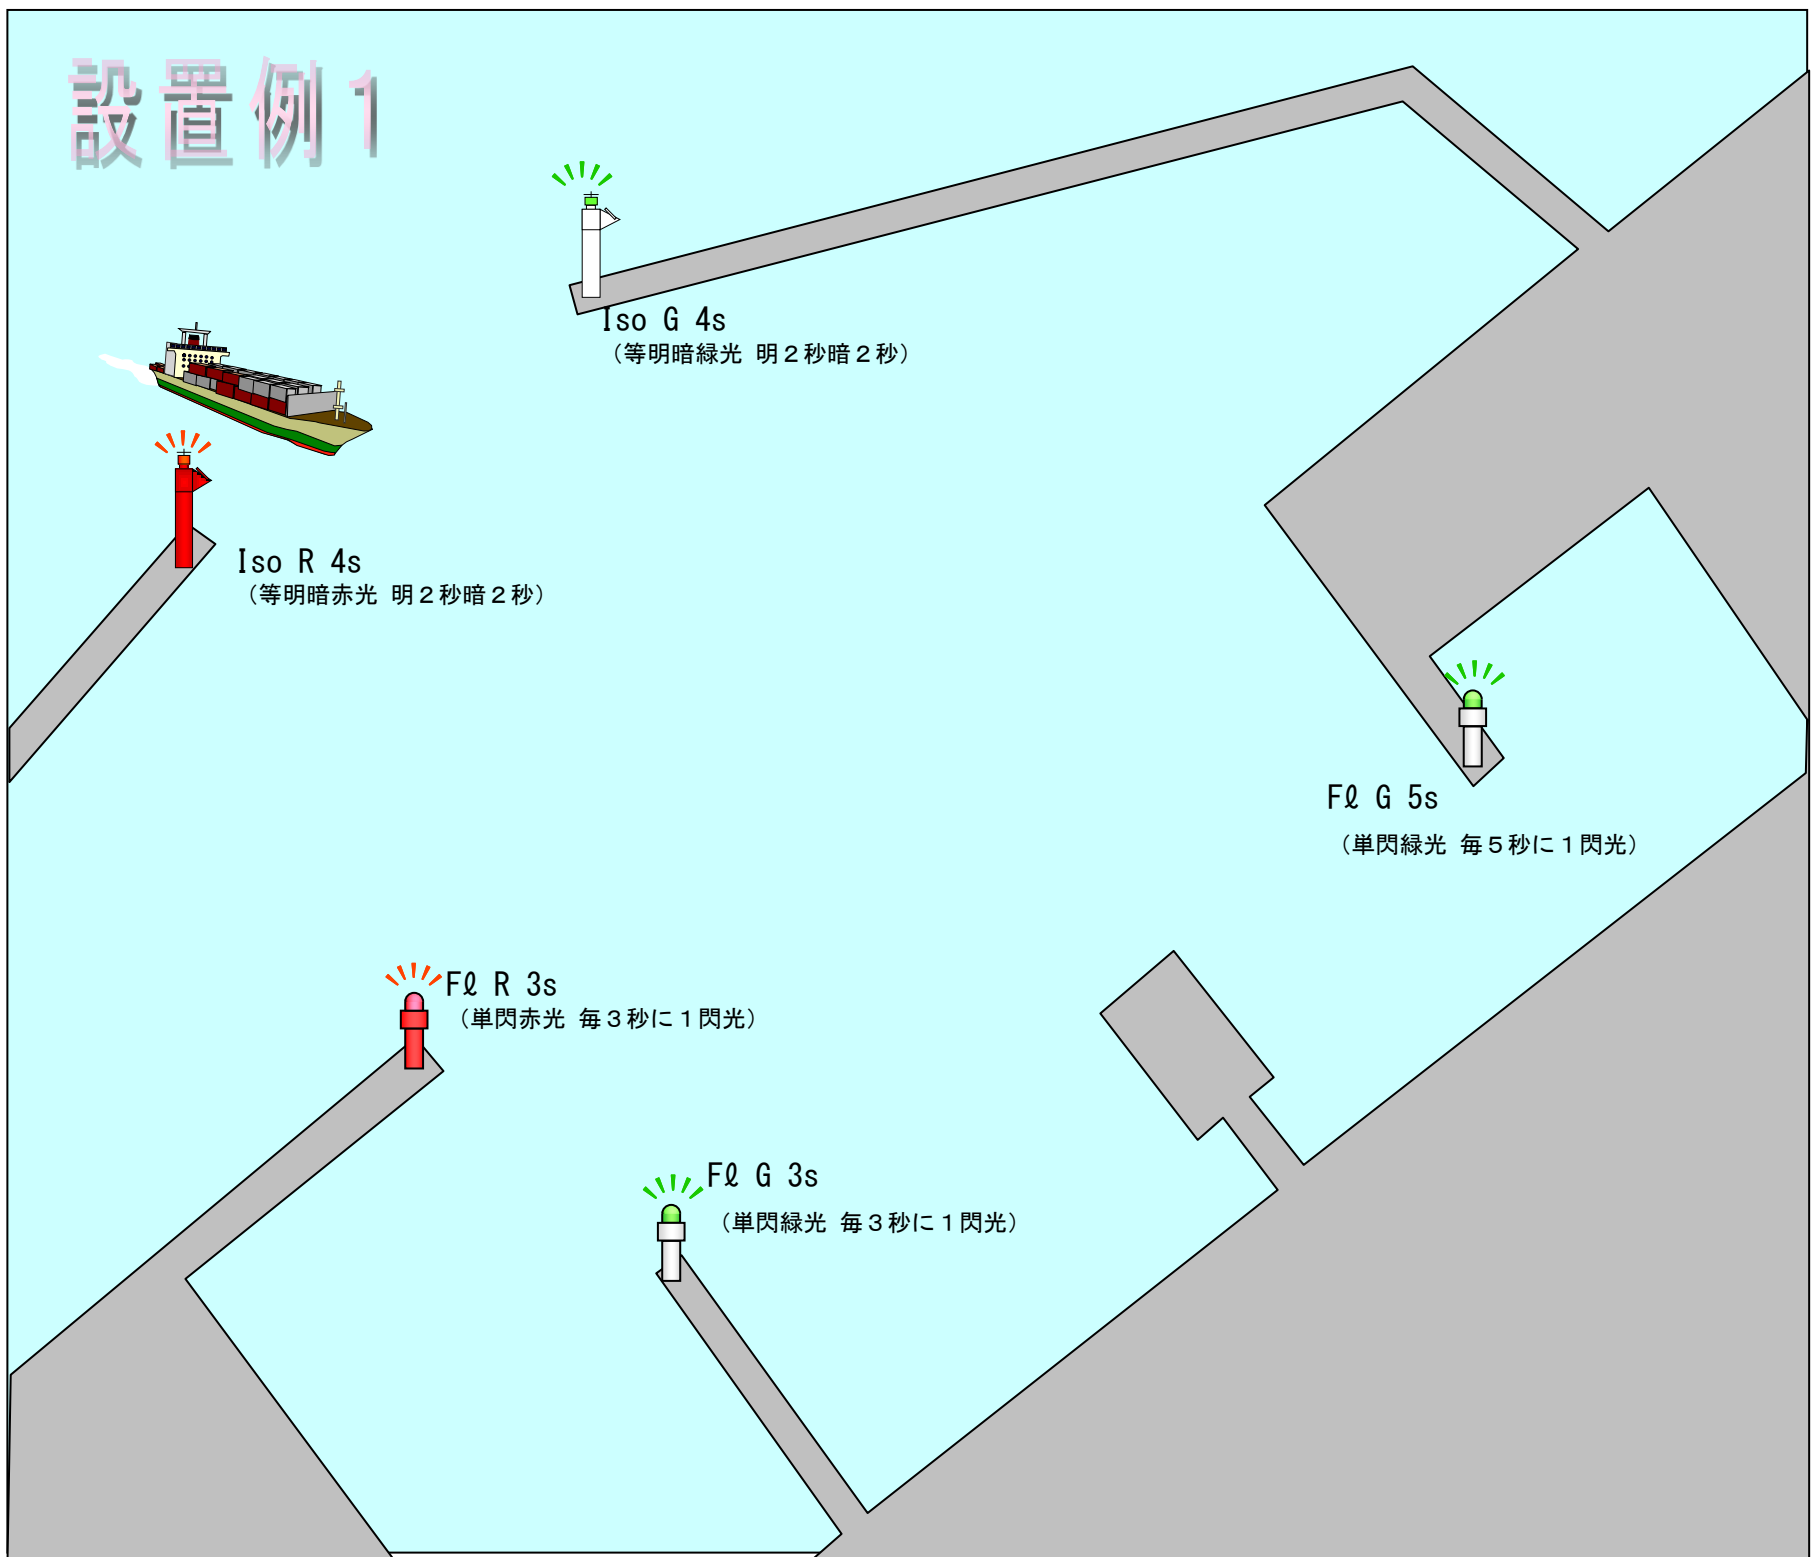 設置例１
Iso G 4s
（等明暗緑光 明２秒暗２秒）
Iso R 4s
（等明暗赤光 明２秒暗２秒）
Fℓ G 5s
（単閃緑光 毎５秒に１閃光）
Fℓ R 3s
（単閃赤光 毎３秒に１閃光）
Fℓ G 3s
（単閃緑光 毎３秒に１閃光）